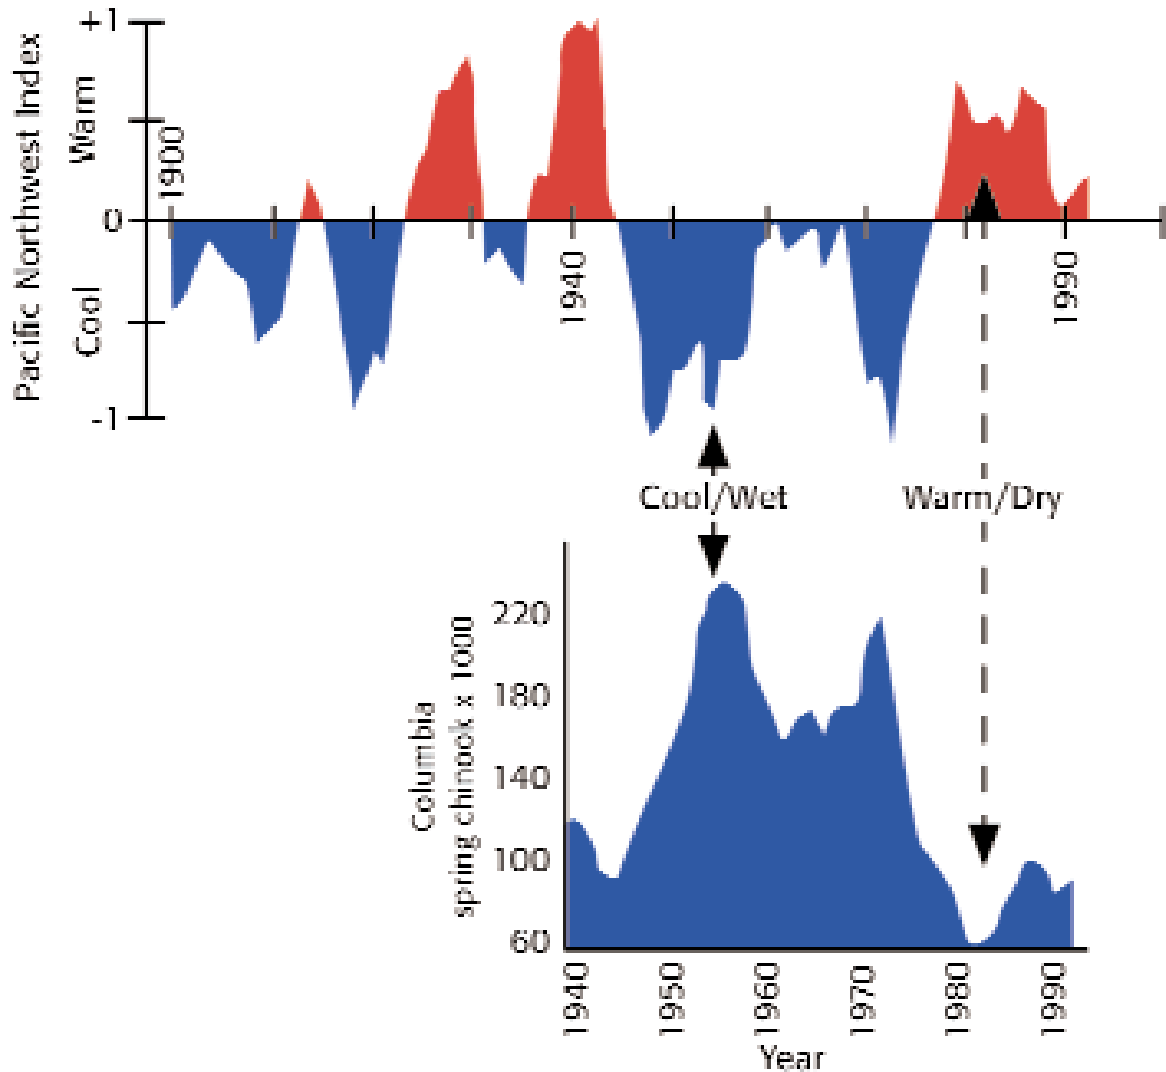 Pacific Northwest Index
Cool Warm
+1
0
-1
1900
1940
1990
Cool/Wet
Warm/Dry
Columbia
spring chinook x 1000
220
180
140
100
60
1940
1950
1960
1970
1980
1990
Year